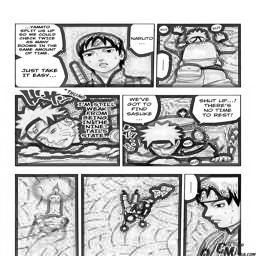 ...YAMATO
SPLIT US UP
SO WE COULD
CHECK TWICE
AS MANY
ROOMS IN THE
SAME AMOUNT
OF TIME.
JUST TAKE
IT EASY...
NARUTO...
I'M STILL
WEAK
FROM
BEING IN
THE NINE
TAIL'S
STATE...
WE'VE
GOT TO
FIND
SASUKE
SHUT UP...!
THERE'S NO
TIME TO
REST!